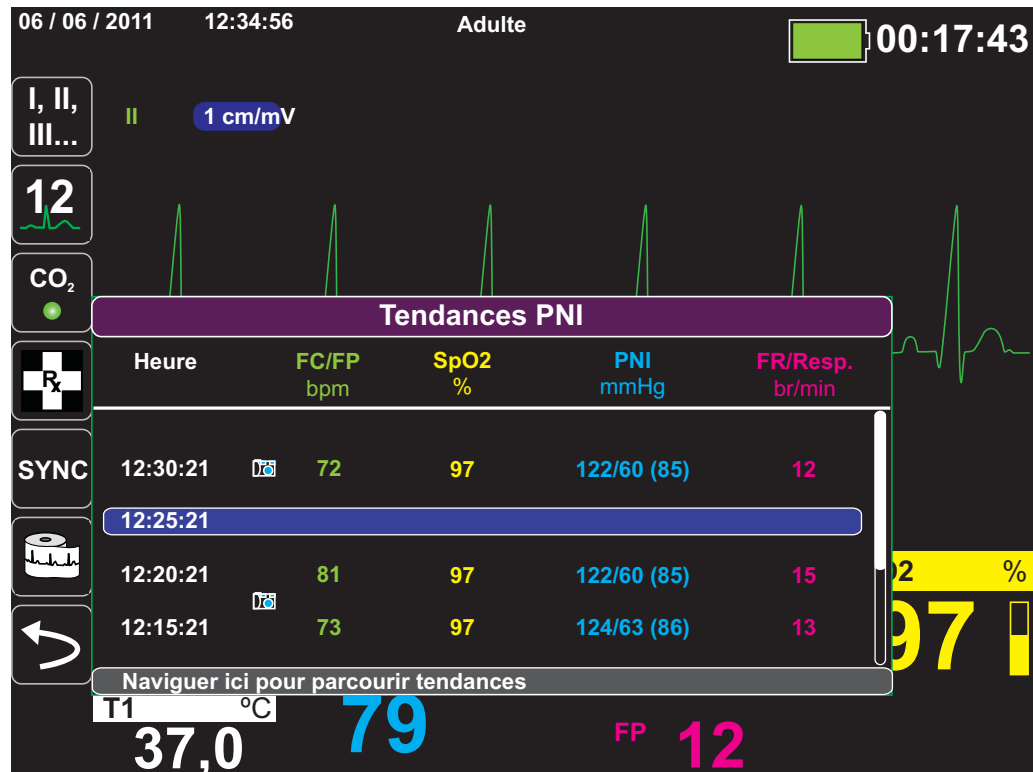 06 / 06 / 2011 12:34:56 Adulte 00:17:43
I, II,
III...
II 1 cm/mV
12
CO₂
Tendances PNI
Heure FC/FP SpO2 PNI FR/Resp.
bpm % mmHg br/min
Rx
SYNC 12:30:21 72 97 122/60 (85) 12
12:25:21
12:20:21 81 97 122/60 (85) 15
12:15:21 73 97 124/63 (86) 13
O2 %
97
Naviguer ici pour parcourir tendances
T1 ºC
37,0 79 FP 12